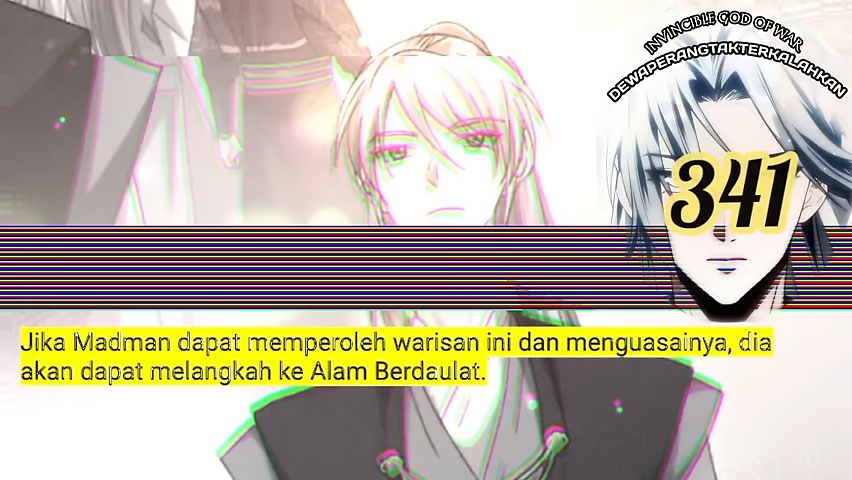 INVINCIBLE GOD OF WAR
DEWAPERANGTAKTERKALAHKAN
341
Jika Madman dapat memperoleh warisan ini dan menguasainya, dia
akan dapat melangkah ke Alam Berdaulat.